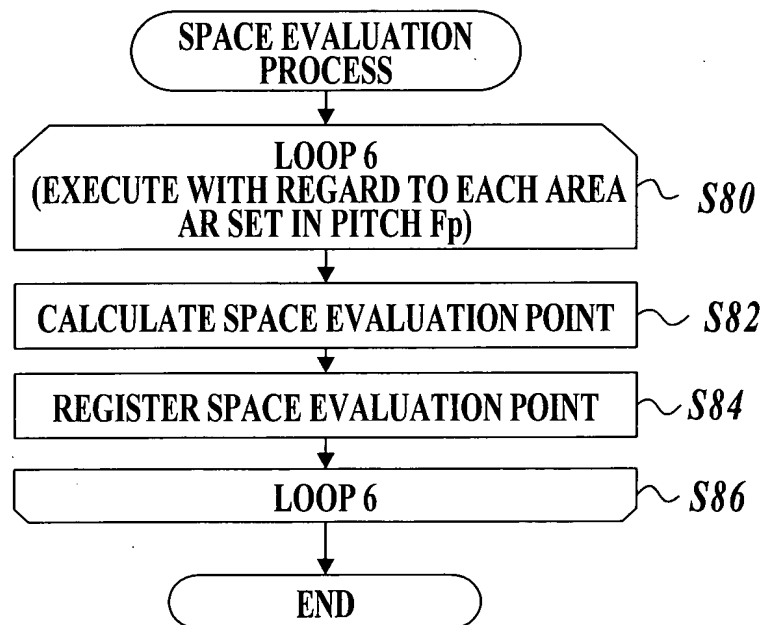 SPACE EVALUATION
PROCESS
LOOP 6
(EXECUTE WITH REGARD TO EACH AREA
AR SET IN PITCH Fp)
S80
CALCULATE SPACE EVALUATION POINT
S82
REGISTER SPACE EVALUATION POINT
S84
LOOP 6
S86
END